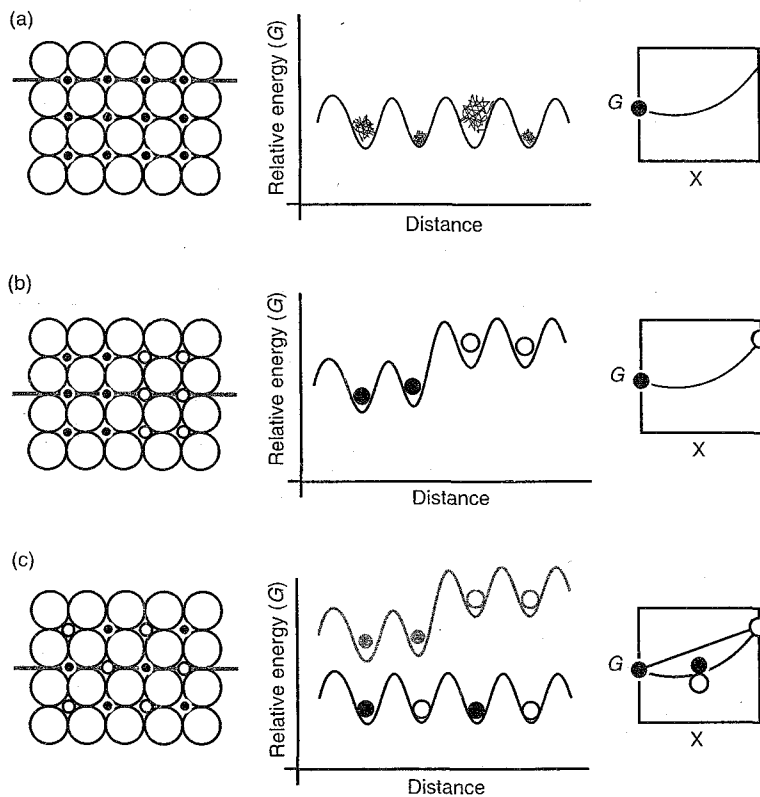 (a)
Relative energy (G)
Distance
G
X
(b)
Relative energy (G)
Distance
G
X
(c)
Relative energy (G)
Distance
G
X